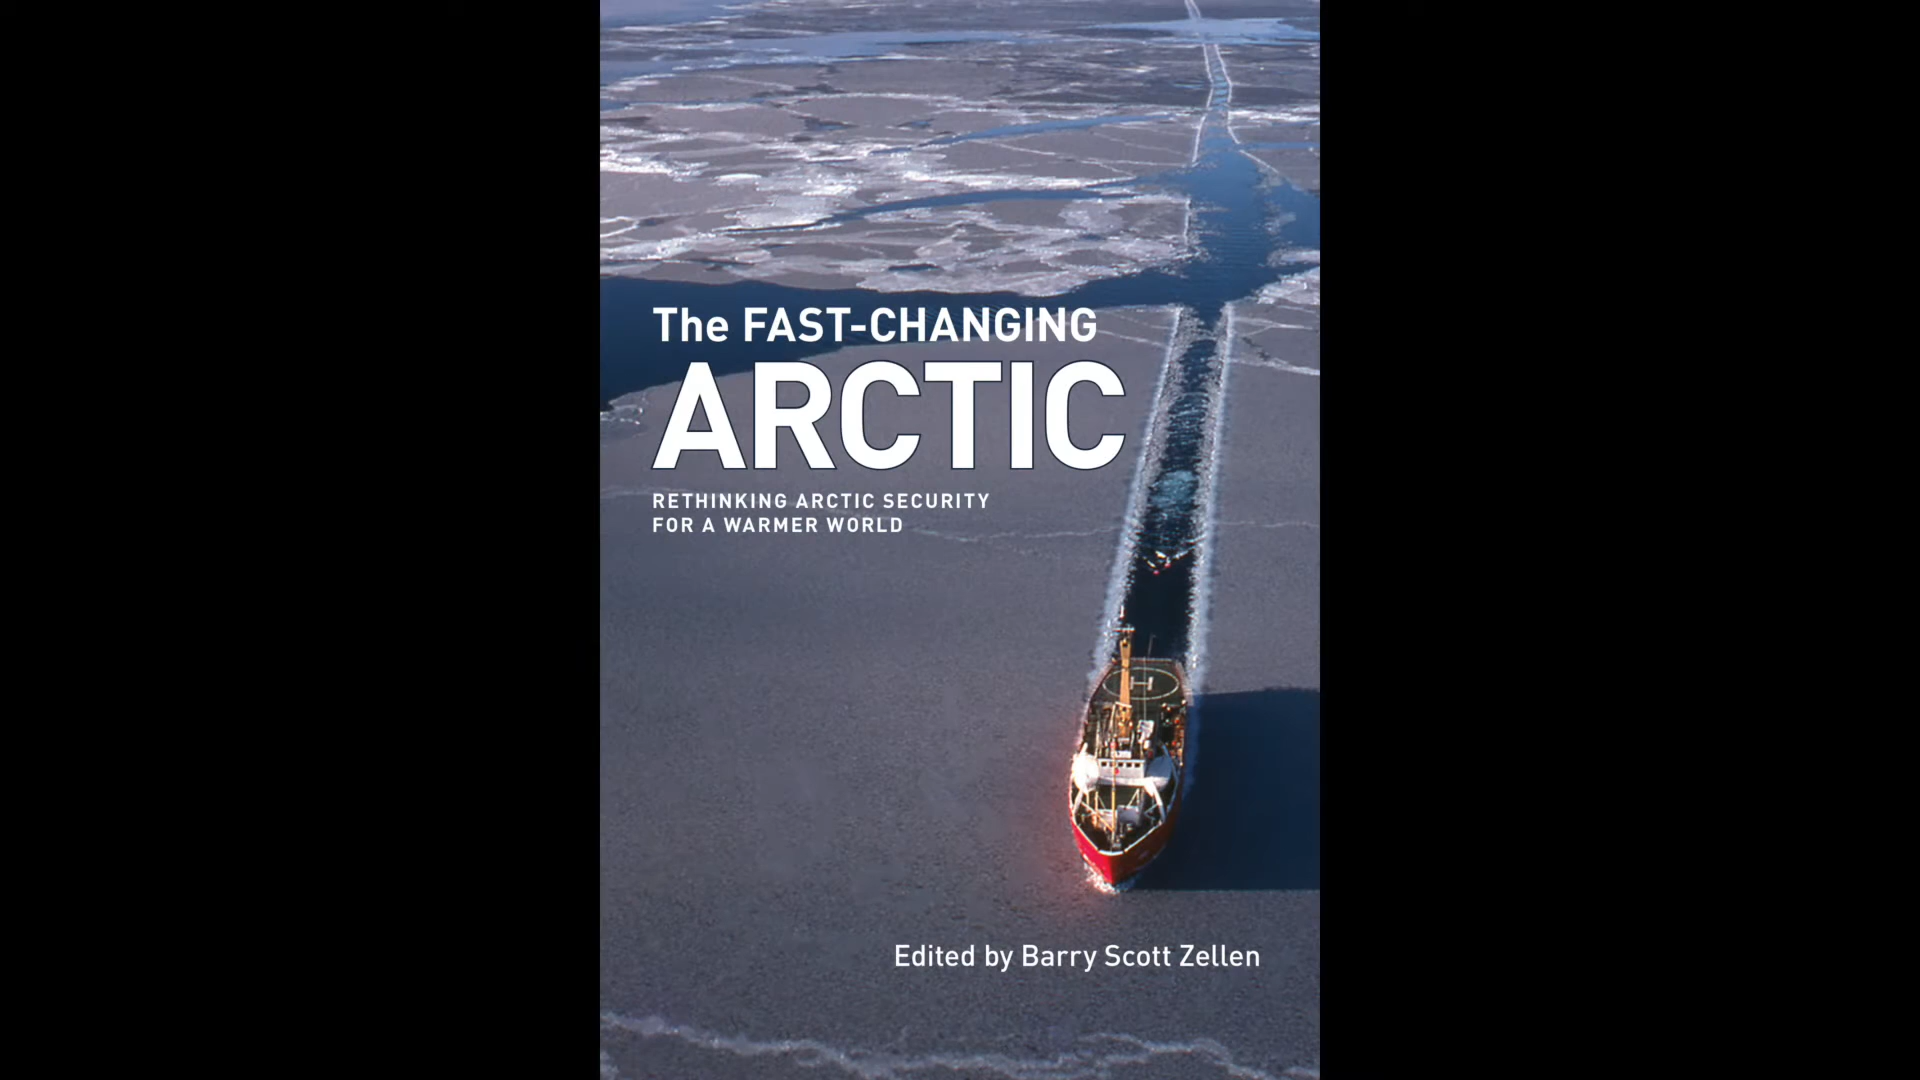 The FAST-CHANGING
ARCTIC
RETHINKING ARCTIC SECURITY
FOR A WARMER WORLD
H
Edited by Barry Scott Zellen